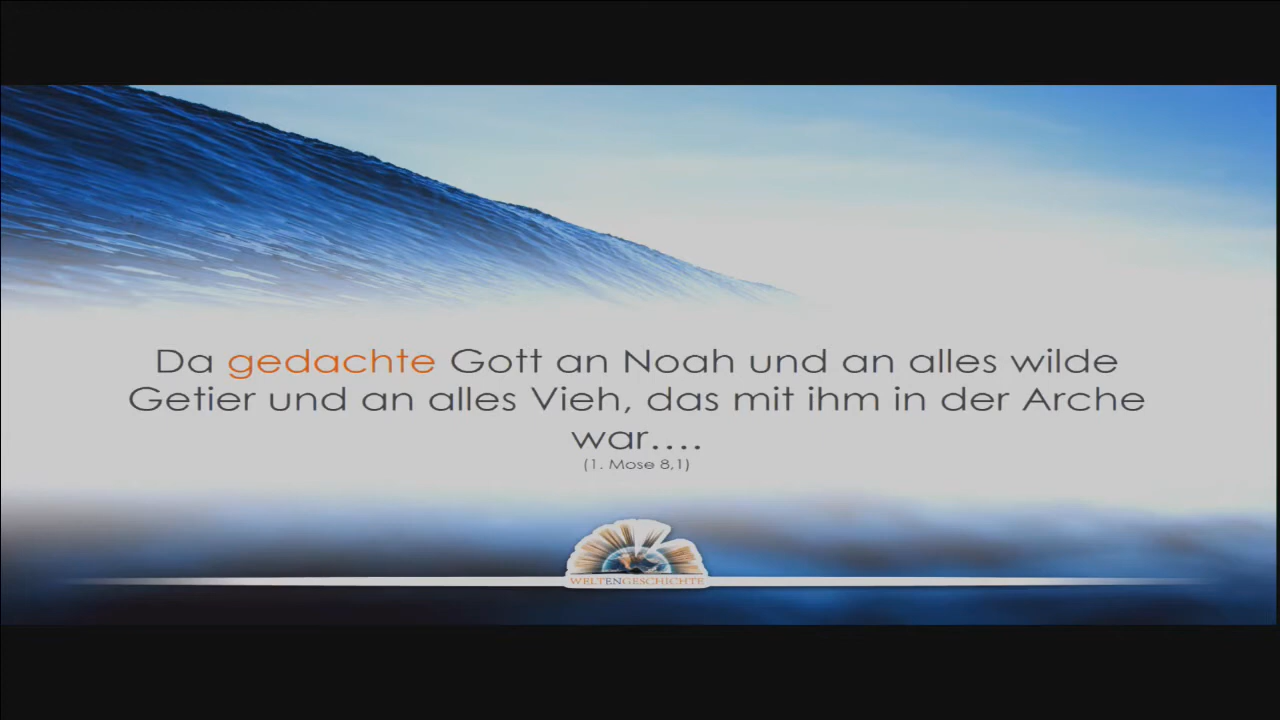 Da gedachte Gott an Noah und an alles wilde
Getier und an alles Vieh, das mit ihm in der Arche
war....
(1. Mose 8,1)
WELTENGESCHICHTE